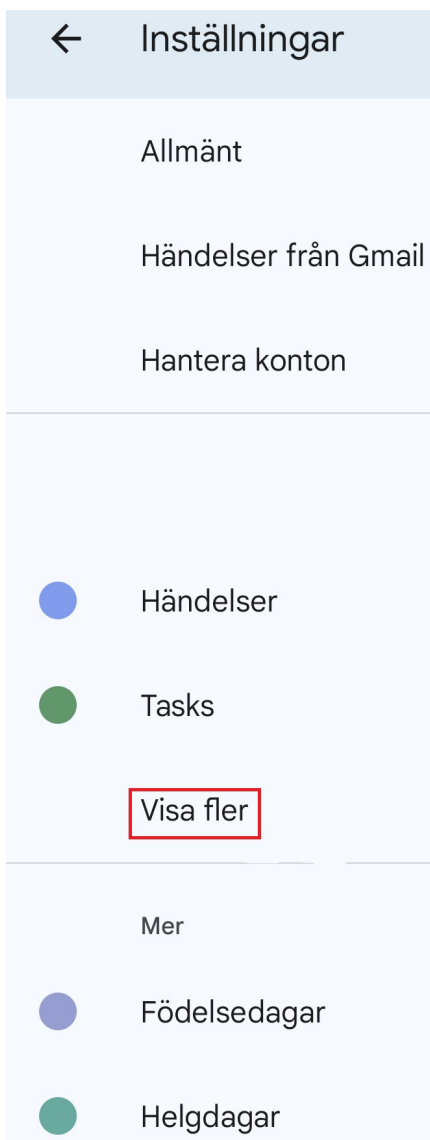 Inställningar
Allmänt
Händelser från Gmail
Hantera konton
Händelser
Tasks
Visa fler
Mer
Födelsedagar
Helgdagar